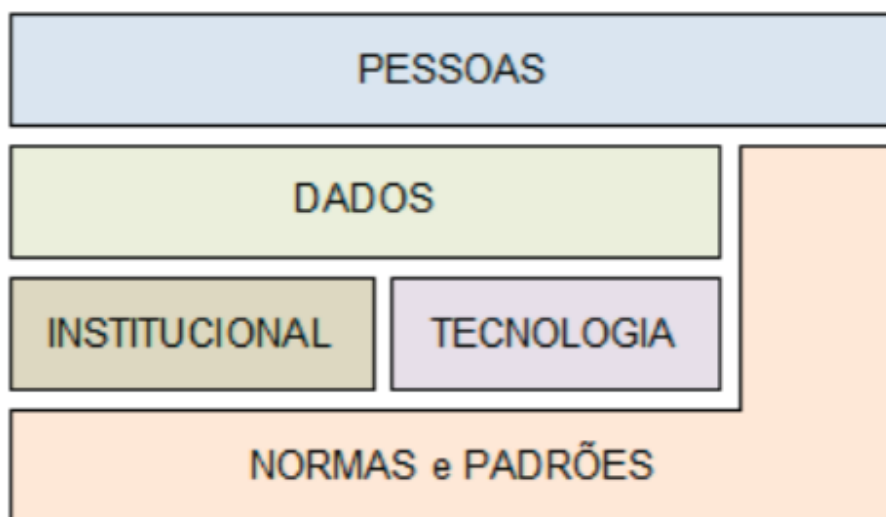 PESSOAS
DADOS
INSTITUCIONAL
TECNOLOGIA
NORMAS e PADRÕES